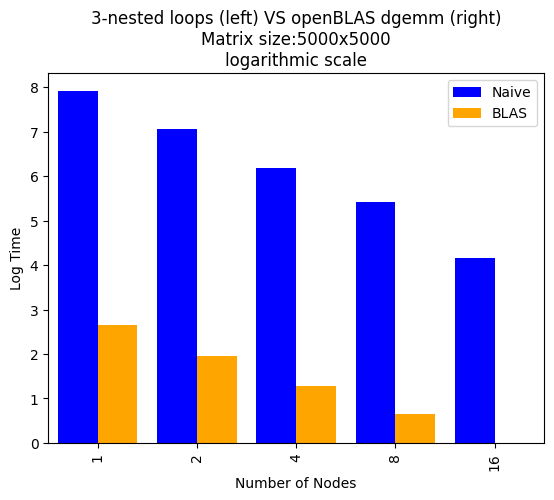 3-nested loops (left) VS openBLAS dgemm (right)
Matrix size:5000x5000
logarithmic scale
Naive
BLAS
8
7
6
5
4
3
2
1
0
Log Time
1
2
4
8
16
Number of Nodes